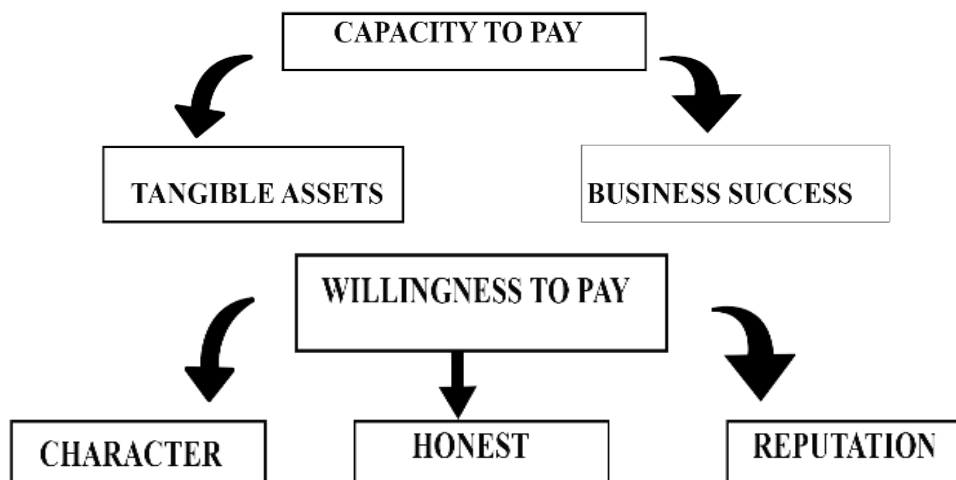 CAPACITY TO PAY
TANGIBLE ASSETS
BUSINESS SUCCESS
WILLINGNESS TO PAY
CHARACTER
HONEST
REPUTATION